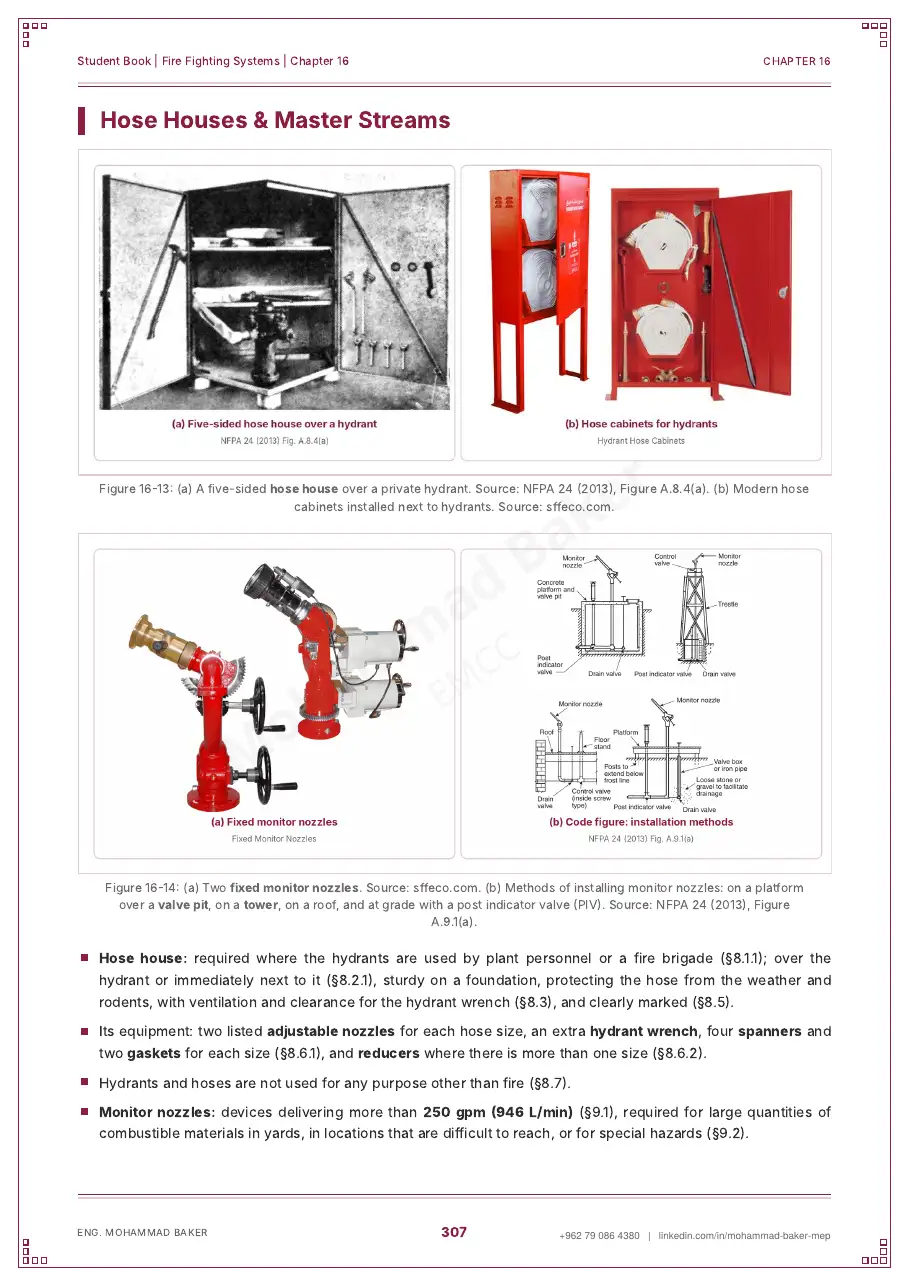 Student Book | Fire Fighting Systems | Chapter 16
CHAPTER 16
Hose Houses & Master Streams
(a) Five-sided hose house over a hydrant
NFPA 24 (2013) Fig. A.8.4(a)
(b) Hose cabinets for hydrants
Hydrant Hose Cabinets
Figure 16-13: (a) A five-sided hose house over a private hydrant. Source: NFPA 24 (2013), Figure A.8.4(a). (b) Modern hose
cabinets installed next to hydrants. Source: sffeco.com.
Monitor
nozzle
Concrete
platform and
valve pit
Post
indicator
valve
Drain valve
Control
valve
Monitor
nozzle
Trestle
Post indicator valve
Drain valve
Monitor nozzle
Roof
Floor
stand
Drain
valve
Control valve
(inside screw
type)
Monitor nozzle
Platform
Posts to
extend below
frost line
Valve box
or iron pipe
Loose stone or
gravel to facilitate
drainage
Post indicator valve
Drain valve
(a) Fixed monitor nozzles
Fixed Monitor Nozzles
(b) Code figure: installation methods
NFPA 24 (2013) Fig. A.9.1(a)
Figure 16-14: (a) Two fixed monitor nozzles. Source: sffeco.com. (b) Methods of installing monitor nozzles: on a platform
over a valve pit, on a tower, on a roof, and at grade with a post indicator valve (PIV). Source: NFPA 24 (2013), Figure
A.9.1(a).
Hose house: required where the hydrants are used by plant personnel or a fire brigade (§8.1.1); over the
hydrant or immediately next to it (§8.2.1), sturdy on a foundation, protecting the hose from the weather and
rodents, with ventilation and clearance for the hydrant wrench (§8.3), and clearly marked (§8.5).
Its equipment: two listed adjustable nozzles for each hose size, an extra hydrant wrench, four spanners and
two gaskets for each size (§8.6.1), and reducers where there is more than one size (§8.6.2).
Hydrants and hoses are not used for any purpose other than fire (§8.7).
Monitor nozzles: devices delivering more than 250 gpm (946 L/min) (§9.1), required for large quantities of
combustible materials in yards, in locations that are difficult to reach, or for special hazards (§9.2).
Mohammad Baker
EMCC
ENG. MOHAMMAD BAKER
307
+962 79 086 4380 | linkedin.com/in/mohammad-baker-mep